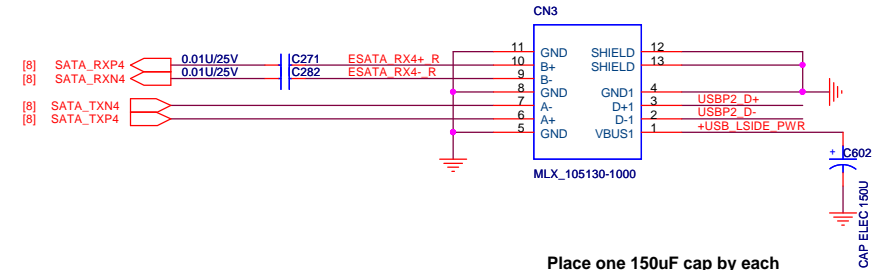 CN3
[8] SATA_RXP4 0.01U/25V C271 ESATA_RX4+_R 11 GND SHIELD 12
[8] SATA_RXN4 0.01U/25V C282 ESATA_RX4-_R 10 B+ SHIELD 13
9 B-
8 GND GND1 4
[8] SATA_TXN4 7 A- D+1 3 USBP2_D+
[8] SATA_TXP4 6 A+ D-1 2 USBP2_D-
5 GND VBUS1 1 +USB_LSIDE_PWR
MLX_105130-1000
+ C602
CAP ELEC 150U
Place one 150uF cap by each